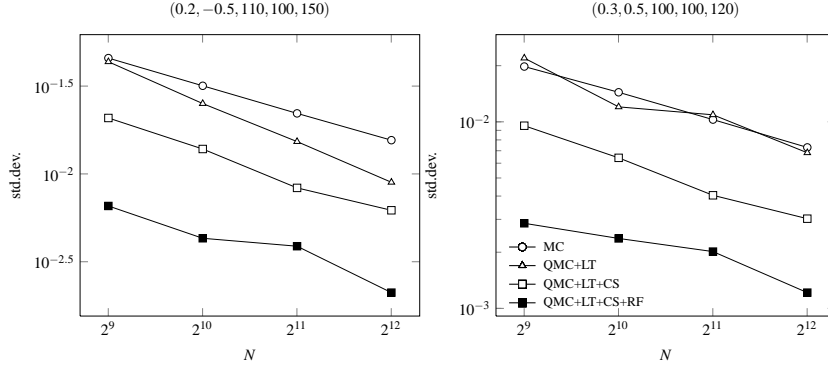 (0.2, −0.5, 110, 100, 150)
10^−1.5
10^−2
10^−2.5
std.dev.
2^9
2^10
2^11
2^12
N
(0.3, 0.5, 100, 100, 120)
10^−2
10^−3
std.dev.
MC
QMC+LT
QMC+LT+CS
QMC+LT+CS+RF
2^9
2^10
2^11
2^12
N